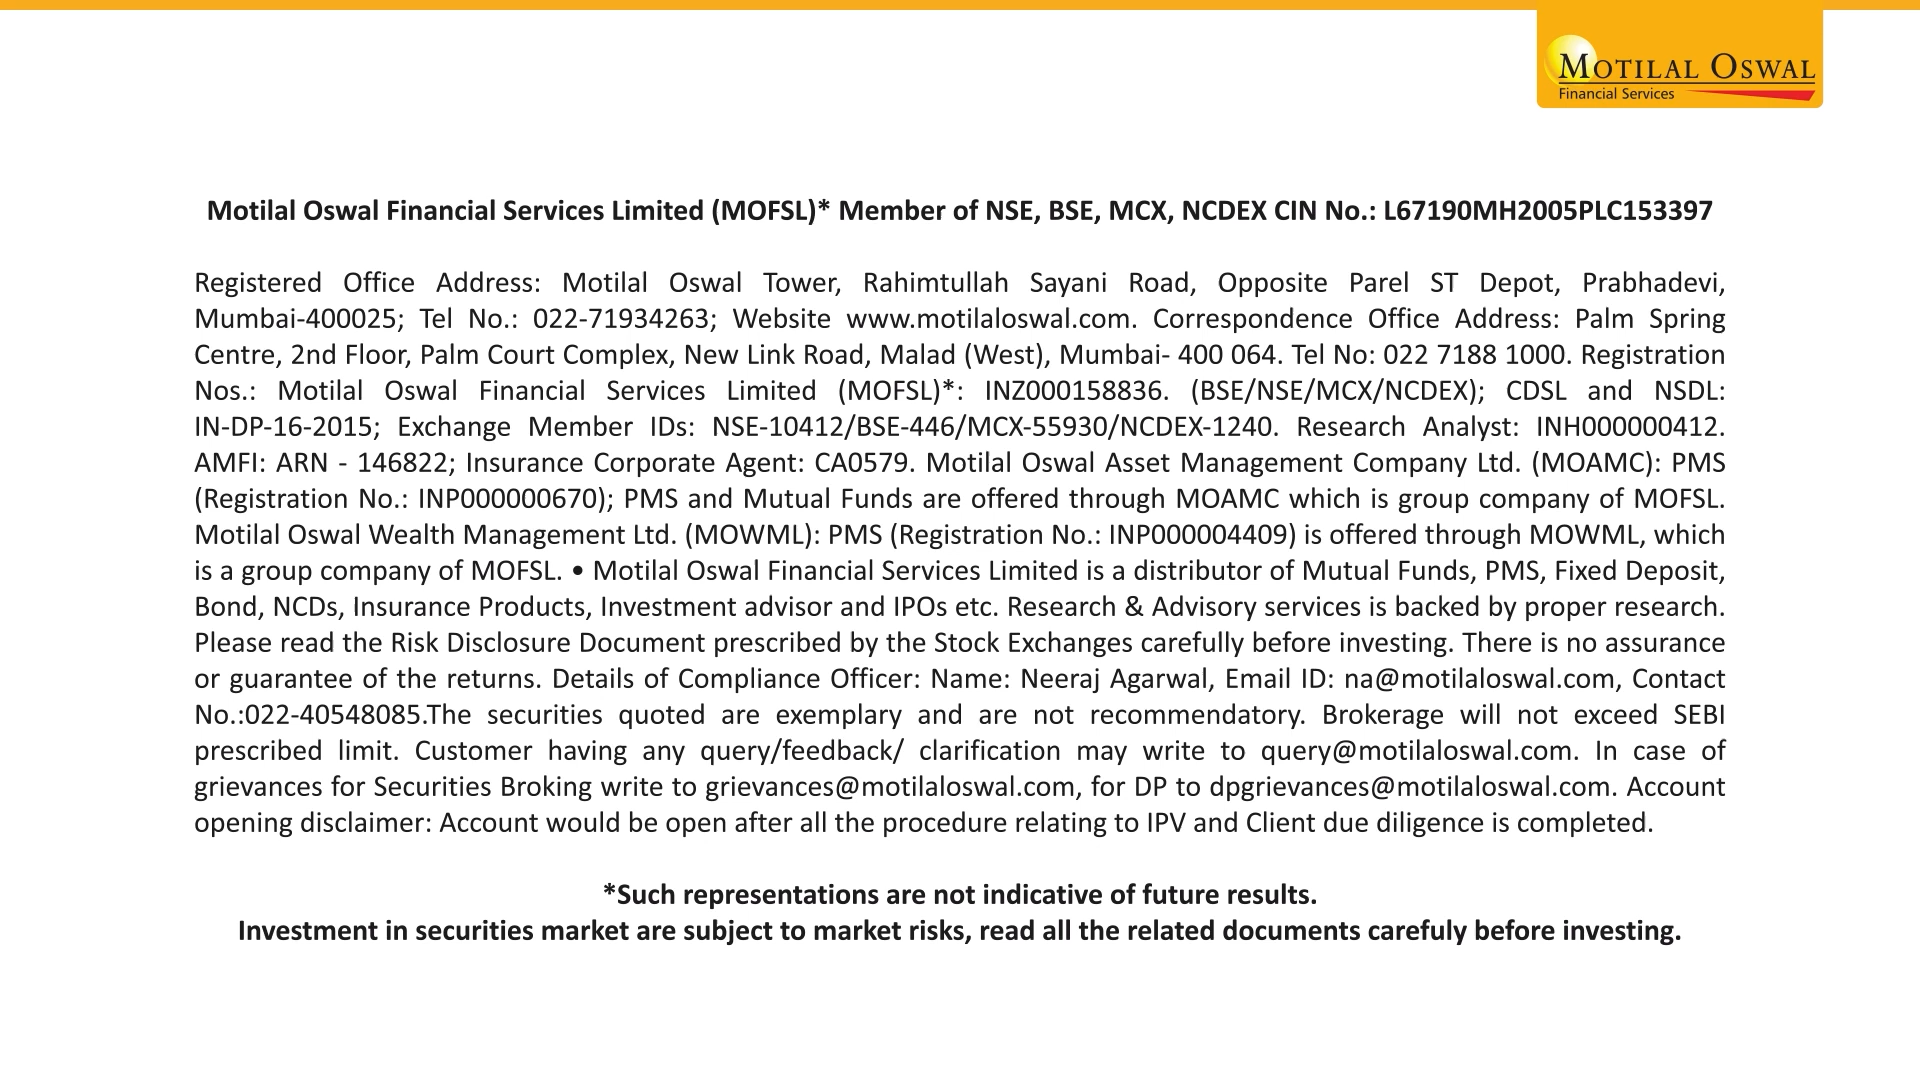 MOTILAL OSWAL
Financial Services
Motilal Oswal Financial Services Limited (MOFSL)* Member of NSE, BSE, MCX, NCDEX CIN No.: L67190MH2005PLC153397
Registered Office Address: Motilal Oswal Tower, Rahimtullah Sayani Road, Opposite Parel ST Depot, Prabhadevi,
Mumbai-400025; Tel No.: 022-71934263; Website www.motilaloswal.com. Correspondence Office Address: Palm Spring
Centre, 2nd Floor, Palm Court Complex, New Link Road, Malad (West), Mumbai- 400 064. Tel No: 022 7188 1000. Registration
Nos.: Motilal Oswal Financial Services Limited (MOFSL)*: INZ000158836. (BSE/NSE/MCX/NCDEX); CDSL and NSDL:
IN-DP-16-2015; Exchange Member IDs: NSE-10412/BSE-446/MCX-55930/NCDEX-1240. Research Analyst: INH000000412.
AMFI: ARN - 146822; Insurance Corporate Agent: CA0579. Motilal Oswal Asset Management Company Ltd. (MOAMC): PMS
(Registration No.: INP000000670); PMS and Mutual Funds are offered through MOAMC which is group company of MOFSL.
Motilal Oswal Wealth Management Ltd. (MOWML): PMS (Registration No.: INP000004409) is offered through MOWML, which
is a group company of MOFSL. • Motilal Oswal Financial Services Limited is a distributor of Mutual Funds, PMS, Fixed Deposit,
Bond, NCDs, Insurance Products, Investment advisor and IPOs etc. Research & Advisory services is backed by proper research.
Please read the Risk Disclosure Document prescribed by the Stock Exchanges carefully before investing. There is no assurance
or guarantee of the returns. Details of Compliance Officer: Name: Neeraj Agarwal, Email ID: na@motilaloswal.com, Contact
No.:022-40548085.The securities quoted are exemplary and are not recommendatory. Brokerage will not exceed SEBI
prescribed limit. Customer having any query/feedback/ clarification may write to query@motilaloswal.com. In case of
grievances for Securities Broking write to grievances@motilaloswal.com, for DP to dpgrievances@motilaloswal.com. Account
opening disclaimer: Account would be open after all the procedure relating to IPV and Client due diligence is completed.
*Such representations are not indicative of future results.
Investment in securities market are subject to market risks, read all the related documents carefuly before investing.